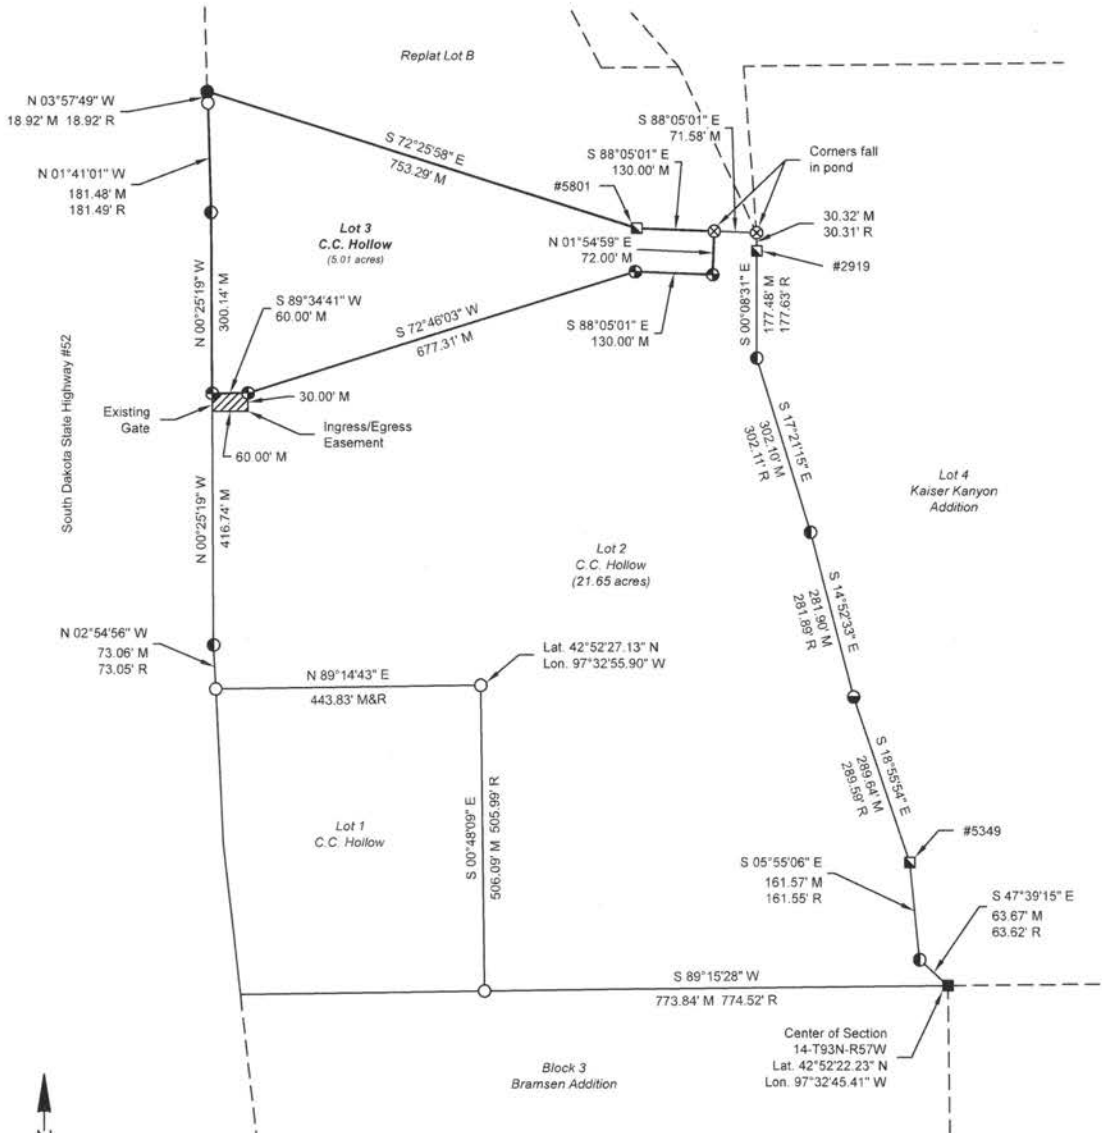 Replat Lot B
N 03°57'49" W
18.92' M 18.92' R
S 88°05'01" E
71.58' M
S 72°25'58" E
753.29' M
S 88°05'01" E
130.00' M
Corners fall
in pond
N 01°41'01" W
181.48' M
181.49' R
#5801
30.32' M
30.31' R
Lot 3
C.C. Hollow
(5.01 acres)
N 01°54'59" E
72.00' M
#2919
N 00°25'19" W
300.14' M
S 89°34'41" W
60.00' M
S 72°46'03" W
677.31' M
S 88°05'01" E
130.00' M
S 00°08'31" E
177.48' M
177.63' R
30.00' M
Existing
Gate
Ingress/Egress
Easement
60.00' M
South Dakota State Highway #52
S 17°21'15" E
302.10' M
302.11' R
Lot 4
Kaiser Kanyon
Addition
N 00°25'19" W
416.74' M
Lot 2
C.C. Hollow
(21.65 acres)
S 14°52'33" E
281.90' M
281.89' R
N 02°54'56" W
73.06' M
73.05' R
Lat. 42°52'27.13" N
Lon. 97°32'55.90" W
N 89°14'43" E
443.83' M&R
S 18°55'54" E
289.64' M
289.59' R
Lot 1
C.C. Hollow
S 00°48'09" E
506.09' M 505.99' R
#5349
S 05°55'06" E
161.57' M
161.55' R
S 47°39'15" E
63.67' M
63.62' R
S 89°15'28" W
773.84' M 774.52' R
Center of Section
14-T93N-R57W
Lat. 42°52'22.23" N
Lon. 97°32'45.41" W
Block 3
Bramsen Addition